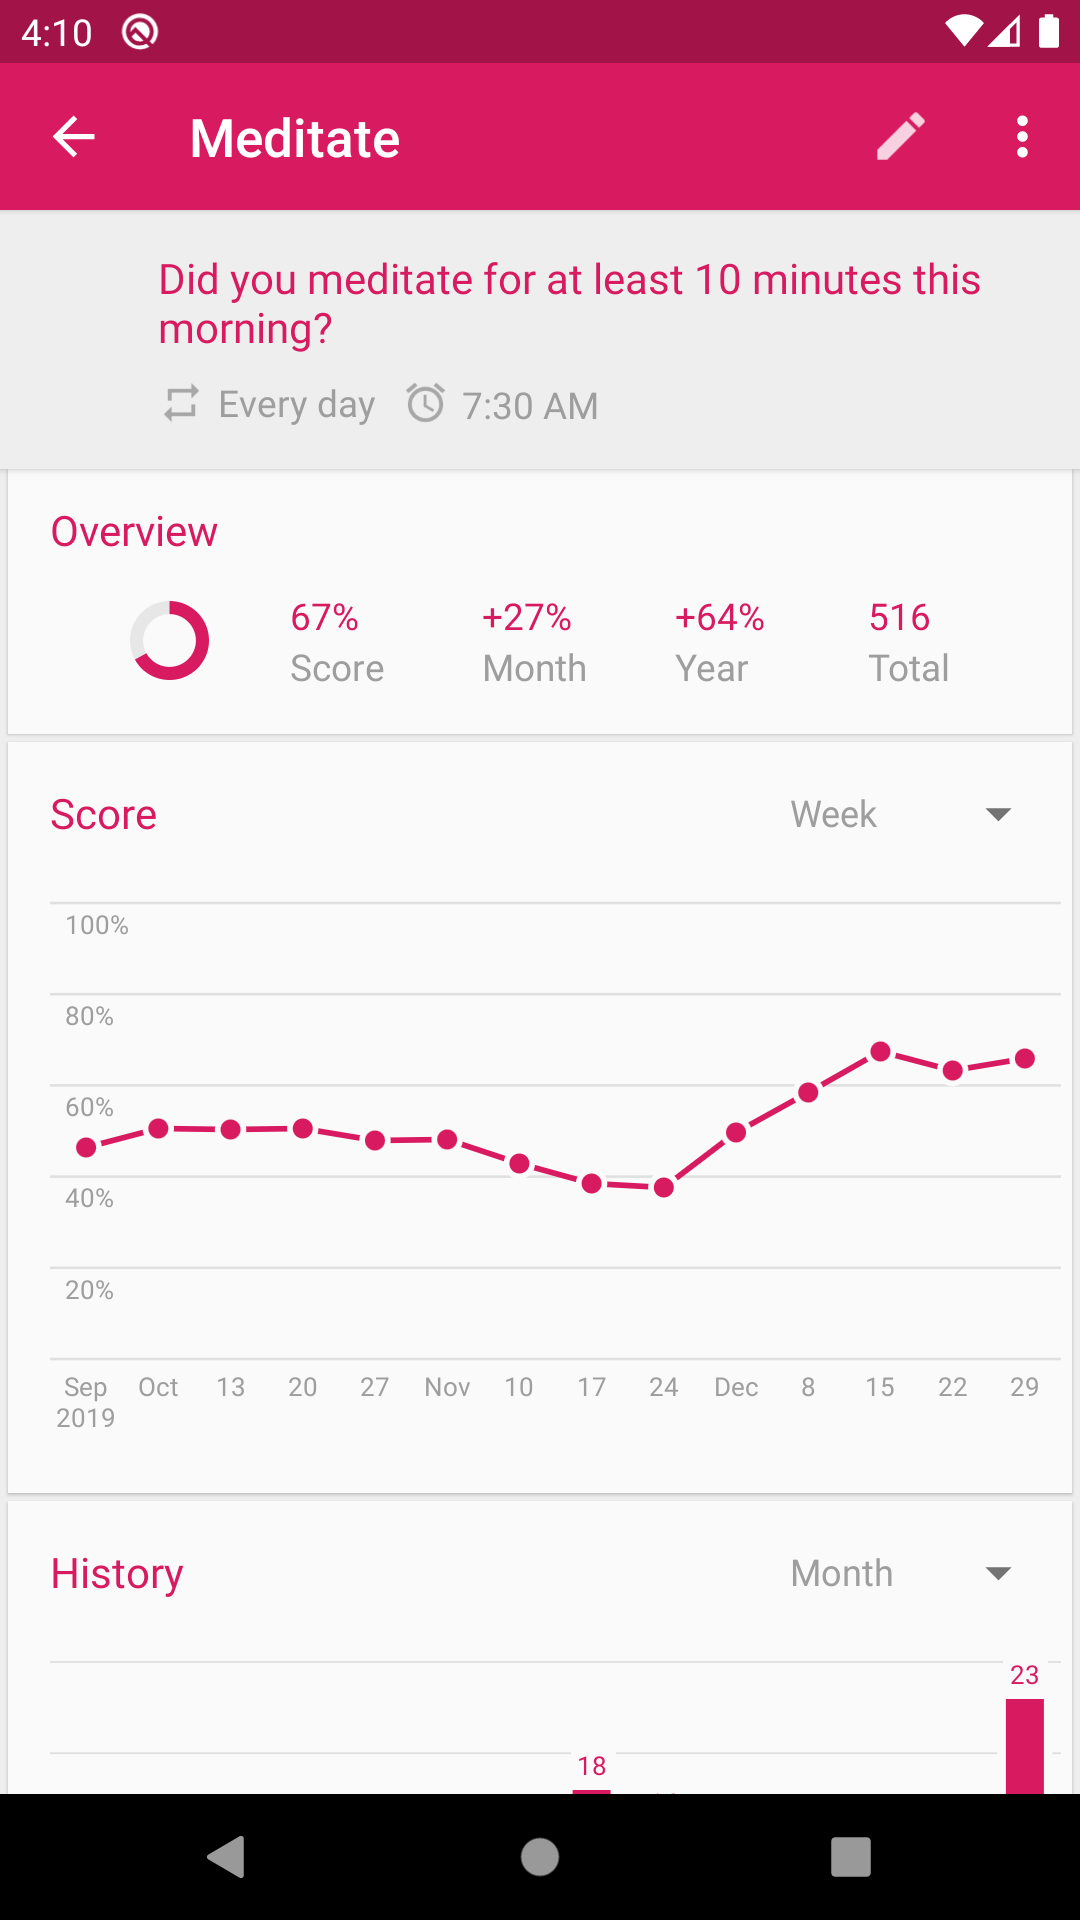 4:10
Meditate
Did you meditate for at least 10 minutes this
morning?
Every day 7:30 AM
Overview
67% +27% +64% 516
Score Month Year Total
Score Week
100%
80%
60%
40%
20%
Sep Oct 13 20 27 Nov 10 17 24 Dec 8 15 22 29
2019
History Month
23
18